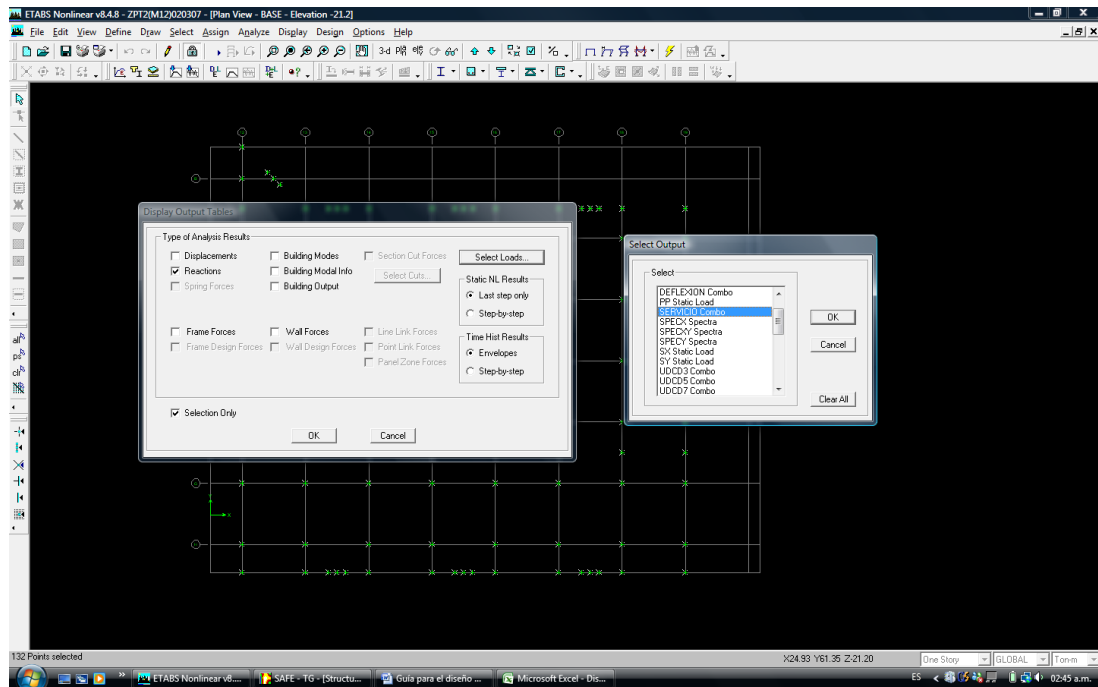 ETABS Nonlinear v8.4.8 - ZPT2(M12)020307 - [Plan View - BASE - Elevation -21.2]
File Edit View Define Draw Select Assign Analyze Display Design Options Help
3-d
Display Output Tables
Type of Analysis Results
Displacements
Building Modes
Section Cut Forces
Select Loads...
Reactions
Building Modal Info
Select Cuts...
Spring Forces
Building Output
Static NL Results
Last step only
Step-by-step
Frame Forces
Wall Forces
Line Link Forces
Frame Design Forces
Wall Design Forces
Point Link Forces
Panel Zone Forces
Time Hist Results
Envelopes
Step-by-step
Selection Only
OK
Cancel
Select Output
Select
DEFLEXION Combo
PP Static Load
SERVICIO Combo
SPECX Spectra
SPECXY Spectra
SPECY Spectra
SX Static Load
SY Static Load
UDCD3 Combo
UDCD5 Combo
UDCD7 Combo
OK
Cancel
Clear All
all
ps
clr
132 Points selected
X24.93 Y61.35 Z-21.20
One Story
GLOBAL
Ton-m
ETABS Nonlinear v8....
SAFE - TG - [Structu...
Guía para el diseño ...
Microsoft Excel - Dis...
ES
02:45 a.m.